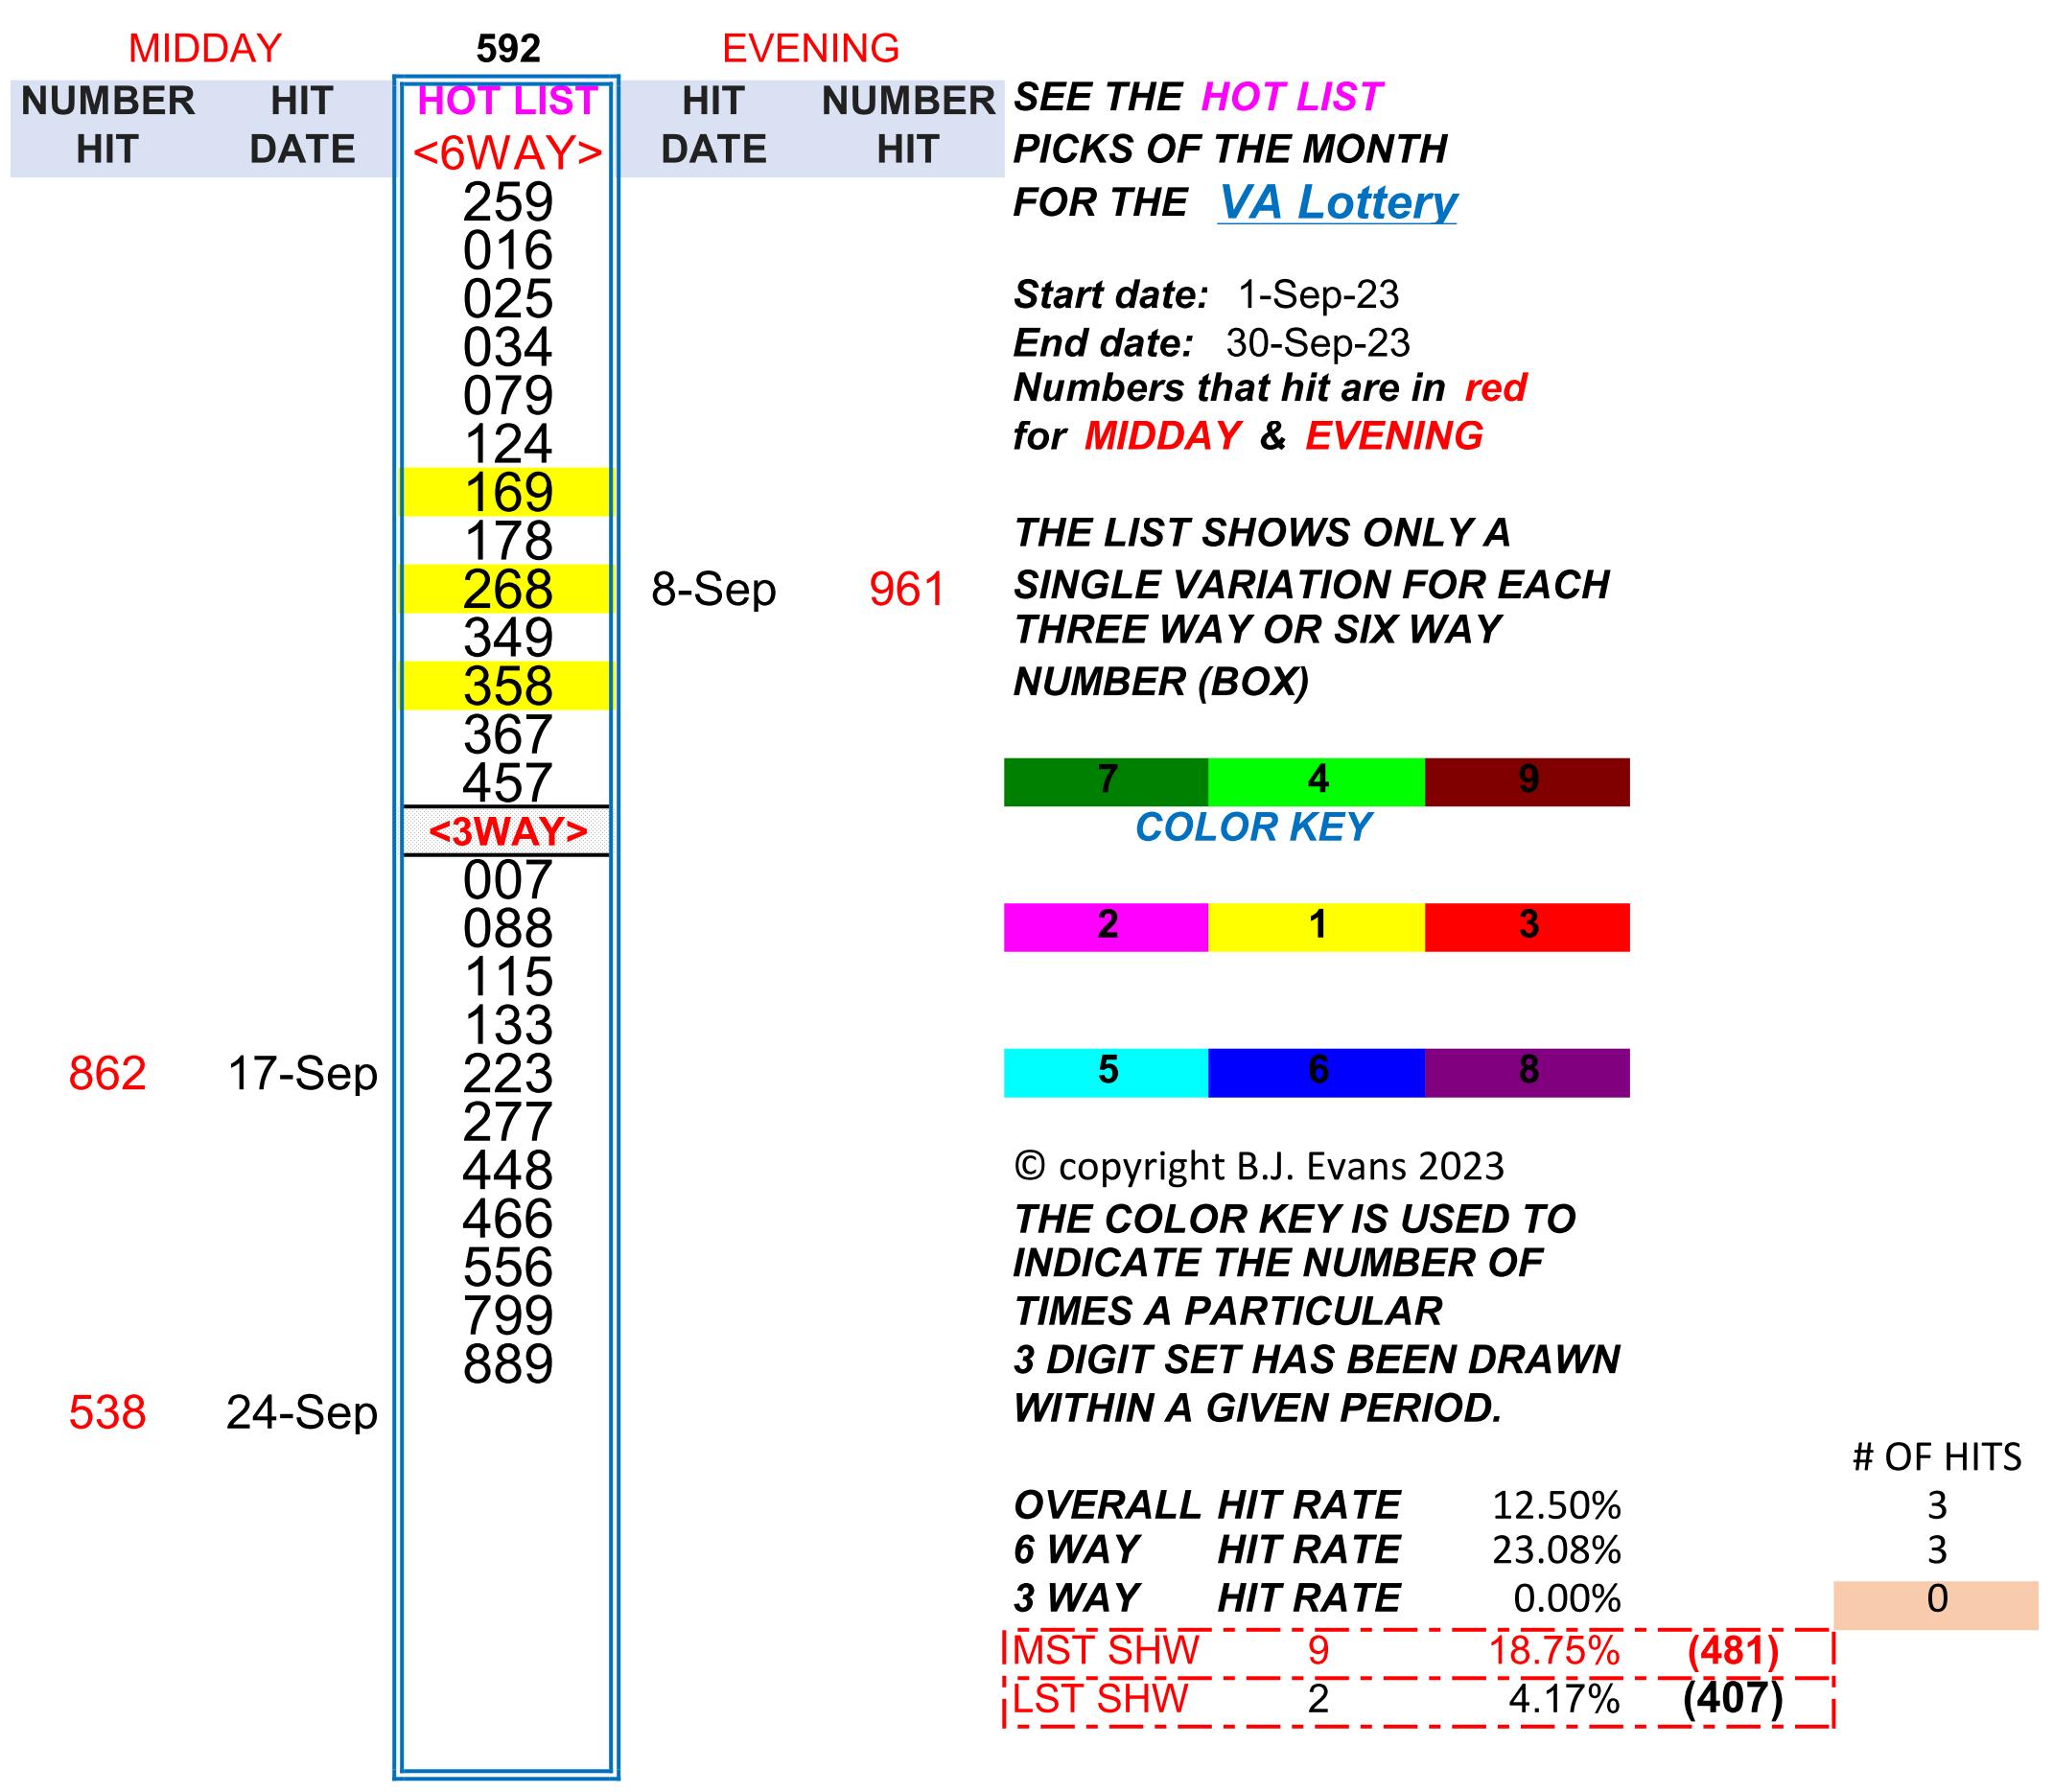 MIDDAY 592 EVENING
NUMBER HIT HOT LIST HIT NUMBER
HIT DATE <6WAY> DATE HIT
259
016
025
034
079
124
169
178
268 8-Sep 961
349
358
367
457
<3WAY>
007
088
115
133
862 17-Sep 223
277
448
466
556
799
889
538 24-Sep
SEE THE HOT LIST
PICKS OF THE MONTH
FOR THE VA Lottery
Start date: 1-Sep-23
End date: 30-Sep-23
Numbers that hit are in red
for MIDDAY & EVENING
THE LIST SHOWS ONLY A
SINGLE VARIATION FOR EACH
THREE WAY OR SIX WAY
NUMBER (BOX)
7 4 9
COLOR KEY
2 1 3
5 6 8
© copyright B.J. Evans 2023
THE COLOR KEY IS USED TO
INDICATE THE NUMBER OF
TIMES A PARTICULAR
3 DIGIT SET HAS BEEN DRAWN
WITHIN A GIVEN PERIOD.
# OF HITS
OVERALL HIT RATE 12.50% 3
6 WAY HIT RATE 23.08% 3
3 WAY HIT RATE 0.00% 0
MST SHW 9 18.75% (481)
LST SHW 2 4.17% (407)